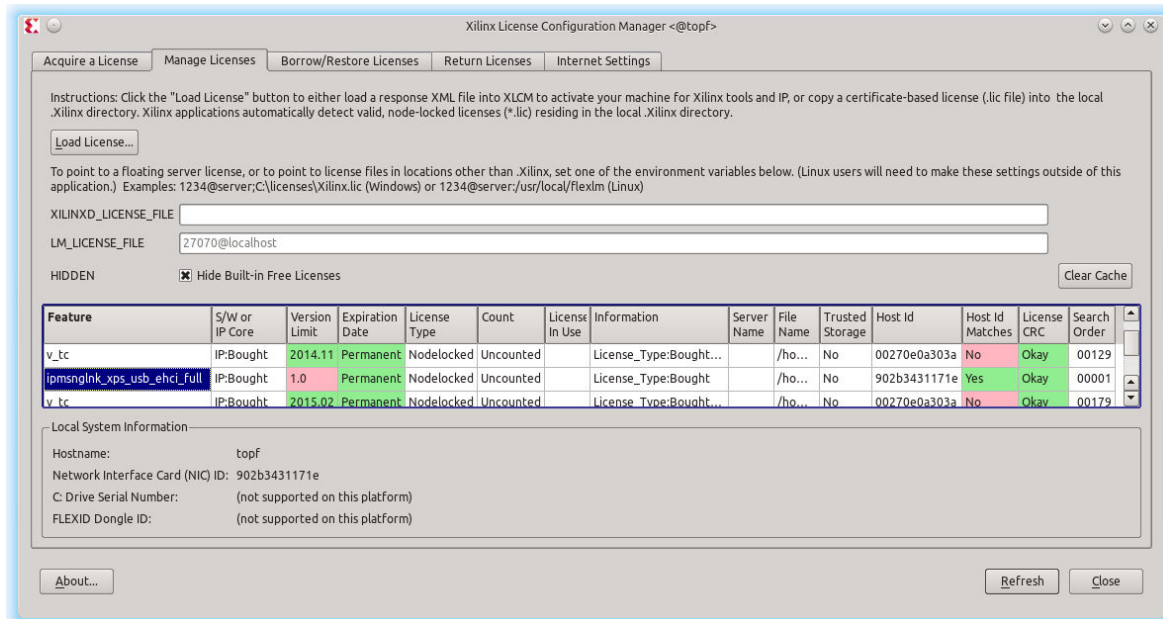 Xilinx License Configuration Manager <@topf>
Acquire a License Manage Licenses Borrow/Restore Licenses Return Licenses Internet Settings
Instructions: Click the "Load License" button to either load a response XML file into XLCM to activate your machine for Xilinx tools and IP, or copy a certificate-based license (.lic file) into the local
.Xilinx directory. Xilinx applications automatically detect valid, node-locked licenses (*.lic) residing in the local .Xilinx directory.
Load License...
To point to a floating server license, or to point to license files in locations other than .Xilinx, set one of the environment variables below. (Linux users will need to make these settings outside of this
application.) Examples: 1234@server;C:\licenses\Xilinx.lic (Windows) or 1234@server:/usr/local/flexlm (Linux)
XILINXD_LICENSE_FILE
LM_LICENSE_FILE 27070@localhost
HIDDEN Hide Built-in Free Licenses Clear Cache
Feature S/W or Version Expiration License Count License Information Server File Trusted Host Id Host Id License Search
IP Core Limit Date Type In Use Name Name Storage Matches CRC Order
v_tc IP:Bought 2014.11 Permanent Nodelocked Uncounted License_Type:Bought... /ho... No 00270e0a303a No Okay 00129
ipmsnglnk_xps_usb_ehci_full IP:Bought 1.0 Permanent Nodelocked Uncounted License_Type:Bought /ho... No 902b3431171e Yes Okay 00001
v_tc IP:Bought 2015.02 Permanent Nodelocked Uncounted License_Type:Bought... /ho... No 00270e0a303a No Okay 00179
Local System Information
Hostname: topf
Network Interface Card (NIC) ID: 902b3431171e
C: Drive Serial Number: (not supported on this platform)
FLEXID Dongle ID: (not supported on this platform)
About... Refresh Close